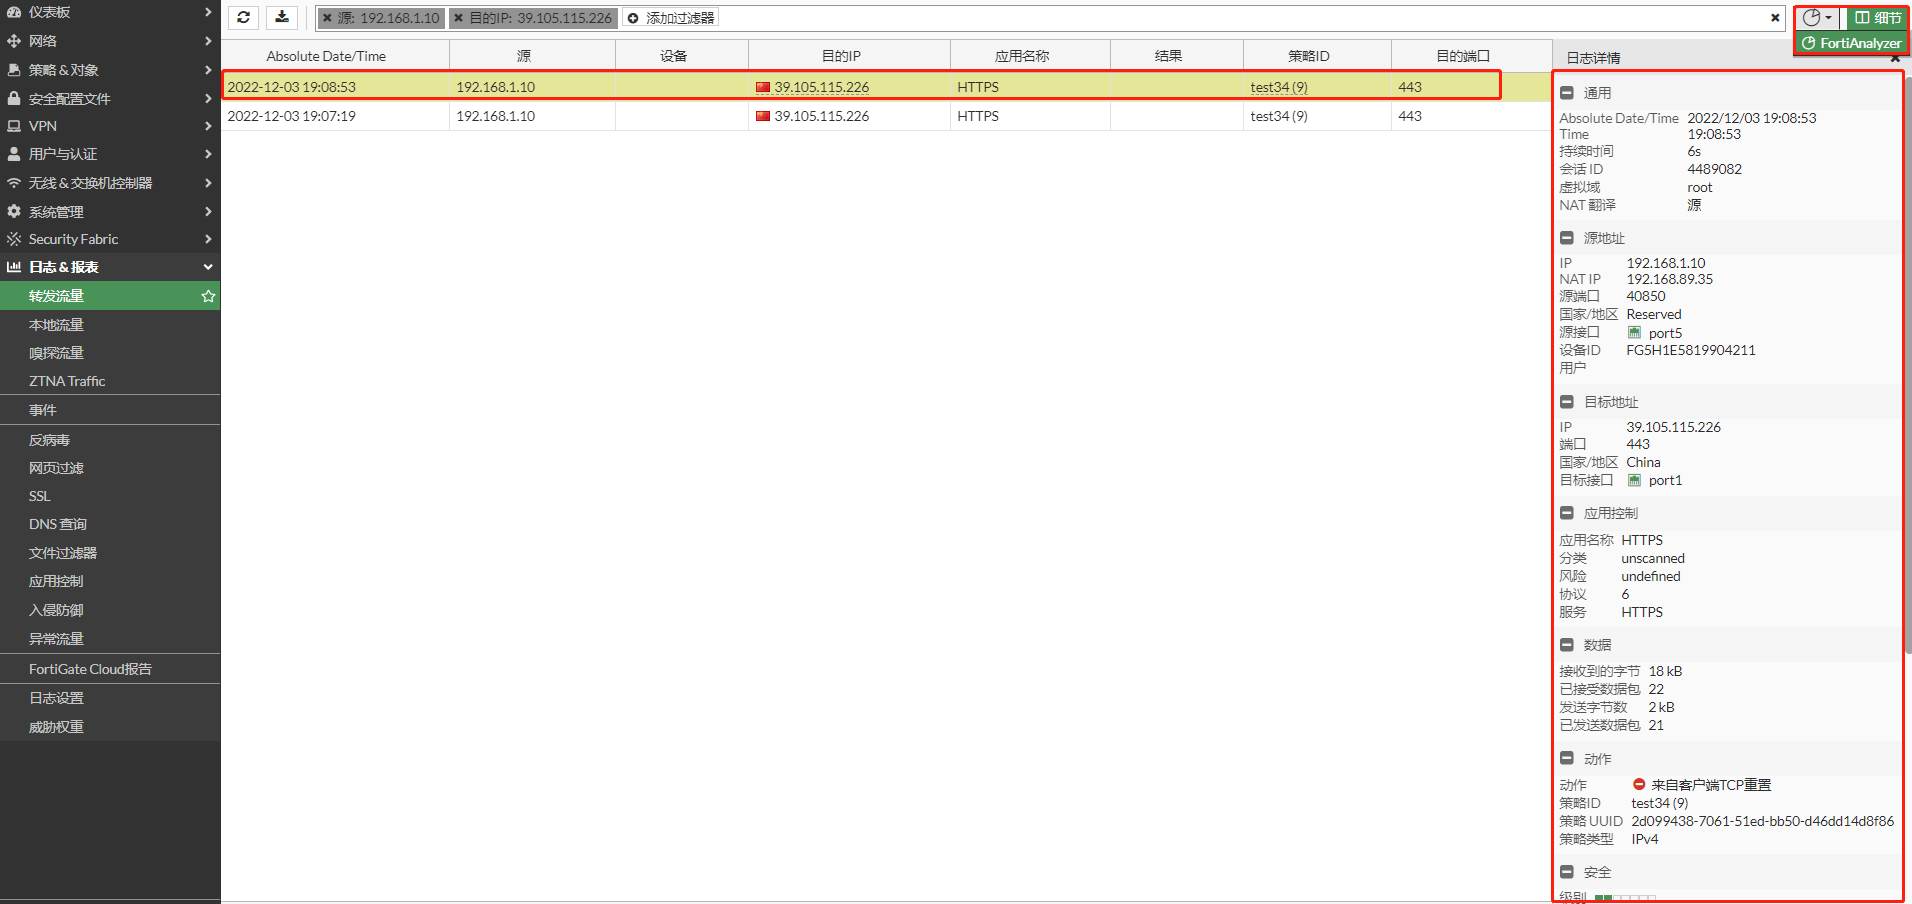 仪表板
网络
策略 & 对象
安全配置文件
VPN
用户与认证
无线 & 交换机控制器
系统管理
Security Fabric
日志 & 报表
转发流量
本地流量
嗅探流量
ZTNA Traffic
事件
反病毒
网页过滤
SSL
DNS 查询
文件过滤器
应用控制
入侵防御
异常流量
FortiGate Cloud报告
日志设置
威胁权重
源: 192.168.1.10 目的IP: 39.105.115.226 添加过滤器
细节
FortiAnalyzer
Absolute Date/Time 源 设备 目的IP 应用名称 结果 策略ID 目的端口
2022-12-03 19:08:53 192.168.1.10 39.105.115.226 HTTPS test34 (9) 443
2022-12-03 19:07:19 192.168.1.10 39.105.115.226 HTTPS test34 (9) 443
日志详情
通用
Absolute Date/Time 2022/12/03 19:08:53
Time 19:08:53
持续时间 6s
会话 ID 4489082
虚拟域 root
NAT 翻译 源
源地址
IP 192.168.1.10
NAT IP 192.168.89.35
源端口 40850
国家/地区 Reserved
源接口 port5
设备ID FG5H1E5819904211
用户
目标地址
IP 39.105.115.226
端口 443
国家/地区 China
目标接口 port1
应用控制
应用名称 HTTPS
分类 unscanned
风险 undefined
协议 6
服务 HTTPS
数据
接收到的字节 18 kB
已接受数据包 22
发送字节数 2 kB
已发送数据包 21
动作
动作 来自客户端TCP重置
策略ID test34 (9)
策略 UUID 2d099438-7061-51ed-bb50-d46dd14d8f86
策略类型 IPv4
安全
级别